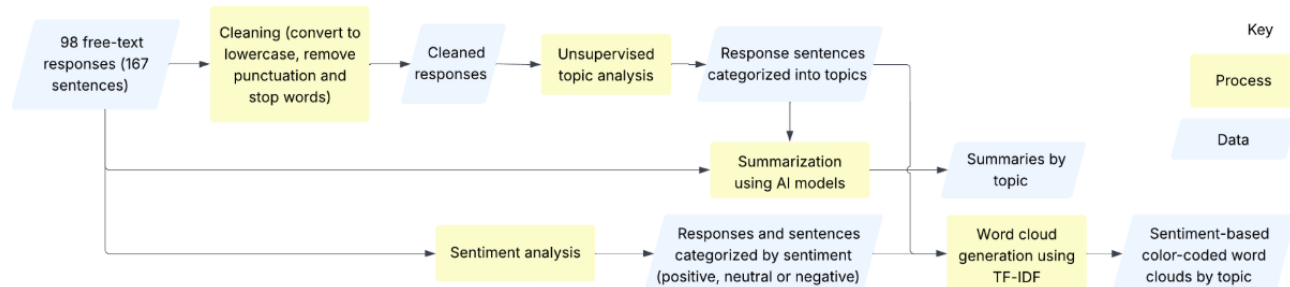 98 free-text
responses (167
sentences)
Cleaning (convert to
lowercase, remove
punctuation and
stop words)
Cleaned
responses
Unsupervised
topic analysis
Response sentences
categorized into topics
Key
Process
Data
Summarization
using AI models
Summaries by
topic
Sentiment analysis
Responses and sentences
categorized by sentiment
(positive, neutral or negative)
Word cloud
generation using
TF-IDF
Sentiment-based
color-coded word
clouds by topic